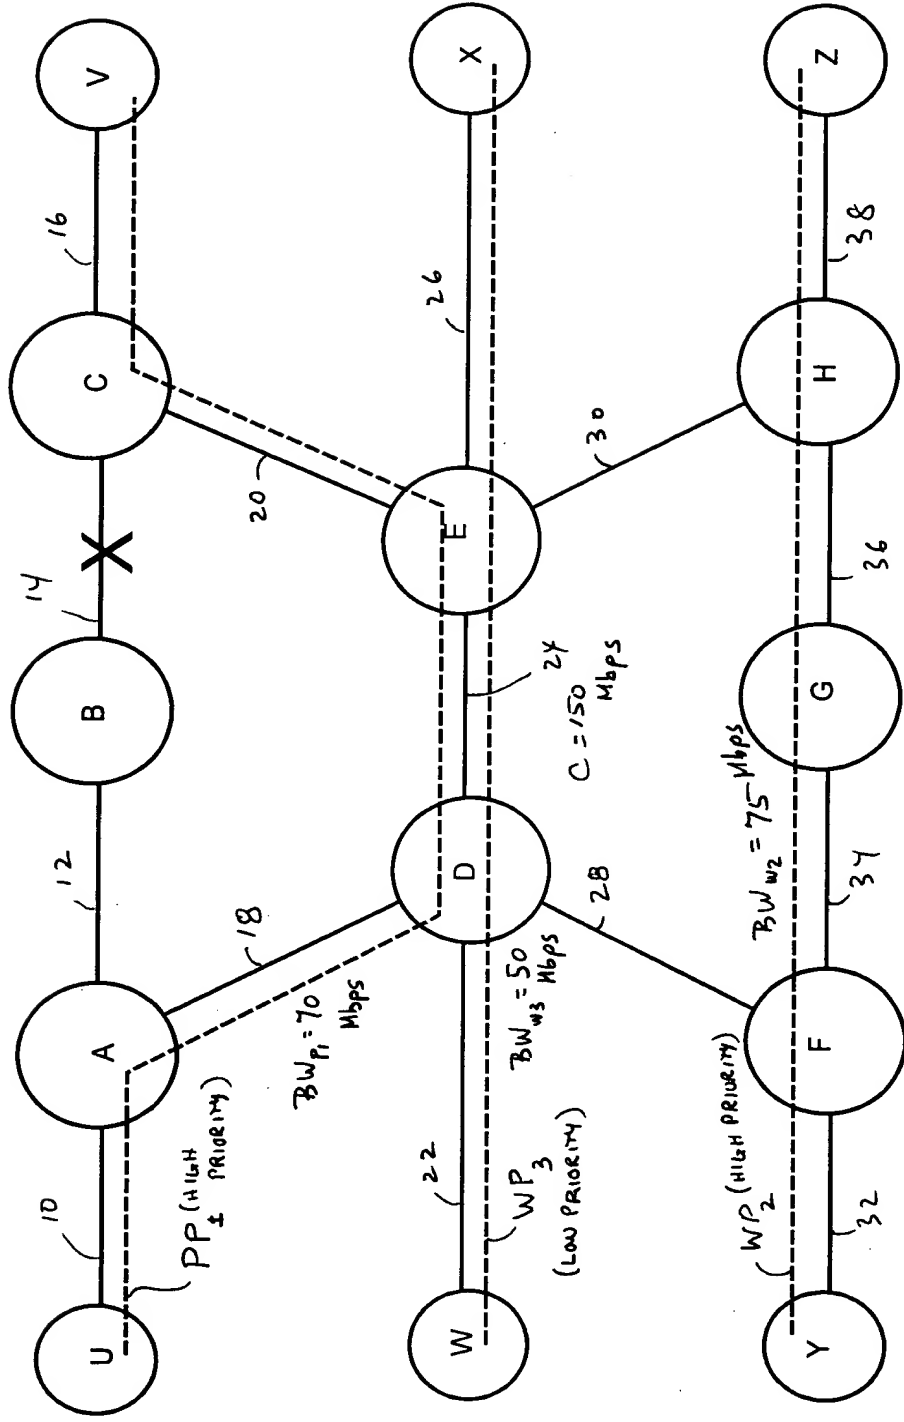 U
10
A
12
B
14
X
C
16
V
PP1 (HIGH
PRIORITY)
18
20
BWP1 = 70
Mbps
W
22
D
24
E
26
X
WP3
(LOW PRIORITY)
BWW3 = 50
Mbps
C = 150
Mbps
28
30
WP2 (HIGH PRIORITY)
BWW2 = 75 Mbps
Y
32
F
34
G
36
H
38
Z